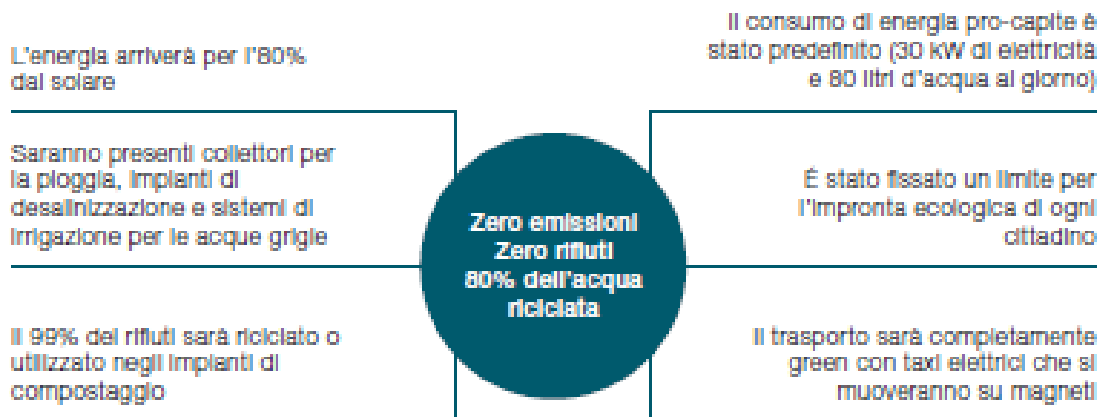 L'energia arriverà per l'80%
dal solare
Saranno presenti collettori per
la pioggia, impianti di
desalinizzazione e sistemi di
irrigazione per le acque grigie
Il 99% dei rifiuti sarà riciclato o
utilizzato negli impianti di
compostaggio
Zero emissioni
Zero rifiuti
80% dell'acqua
riciclata
Il consumo di energia pro-capite è
stato predefinito (30 kW di elettricità
e 80 litri d'acqua al giorno)
È stato fissato un limite per
l'impronta ecologica di ogni
cittadino
Il trasporto sarà completamente
green con taxi elettrici che si
muoveranno su magneti